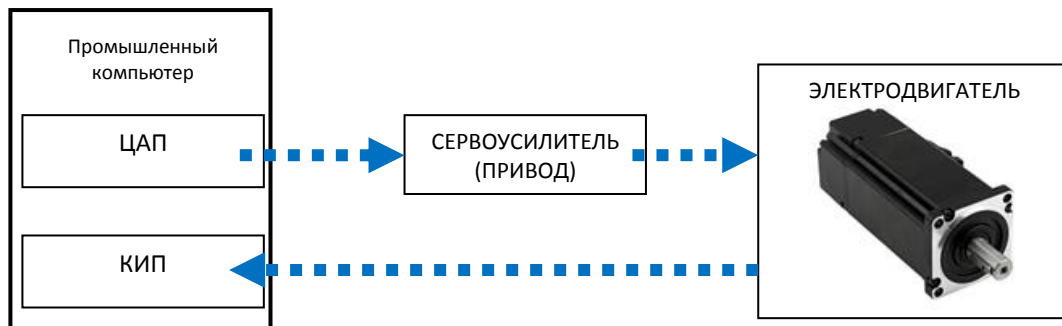 Промышленный
компьютер
ЦАП
СЕРВОУСИЛИТЕЛЬ
(ПРИВОД)
ЭЛЕКТРОДВИГАТЕЛЬ
КИП